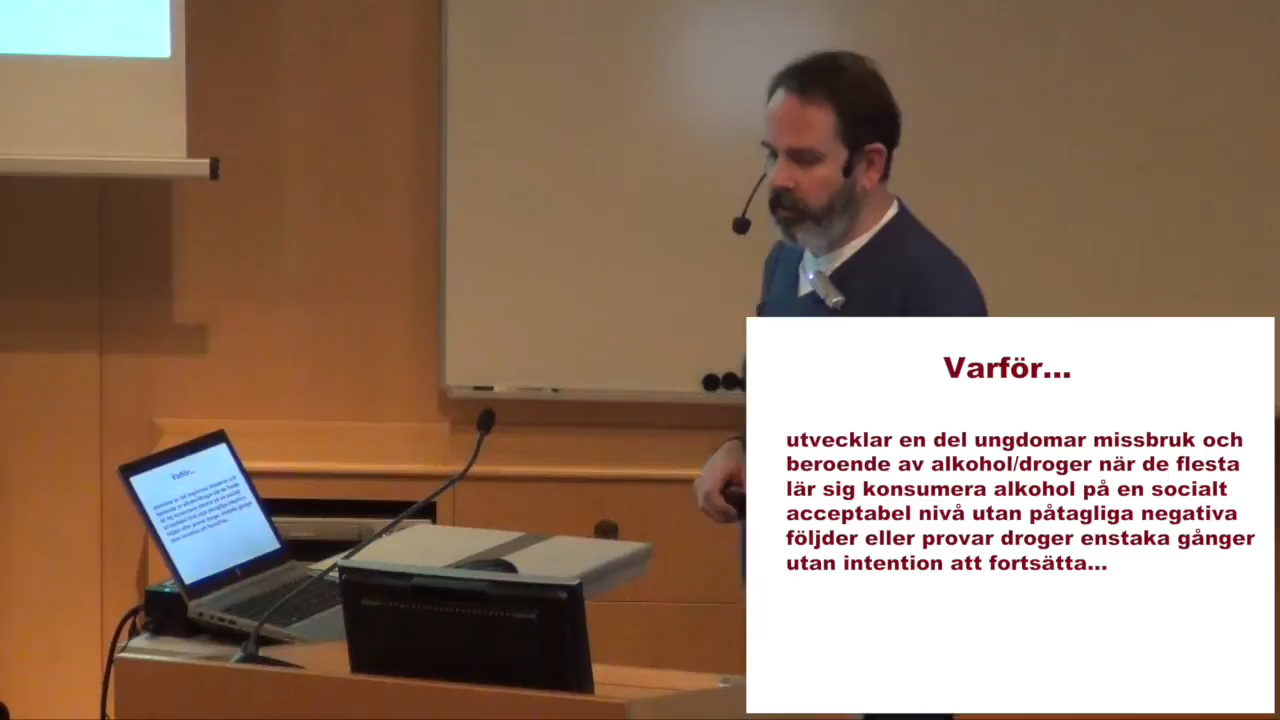 Varför...
utvecklar en del ungdomar missbruk och
beroende av alkohol/droger när de flesta
lär sig konsumera alkohol på en socialt
acceptabel nivå utan påtagliga negativa
följder eller provar droger enstaka gånger
utan intention att fortsätta...
Varför...